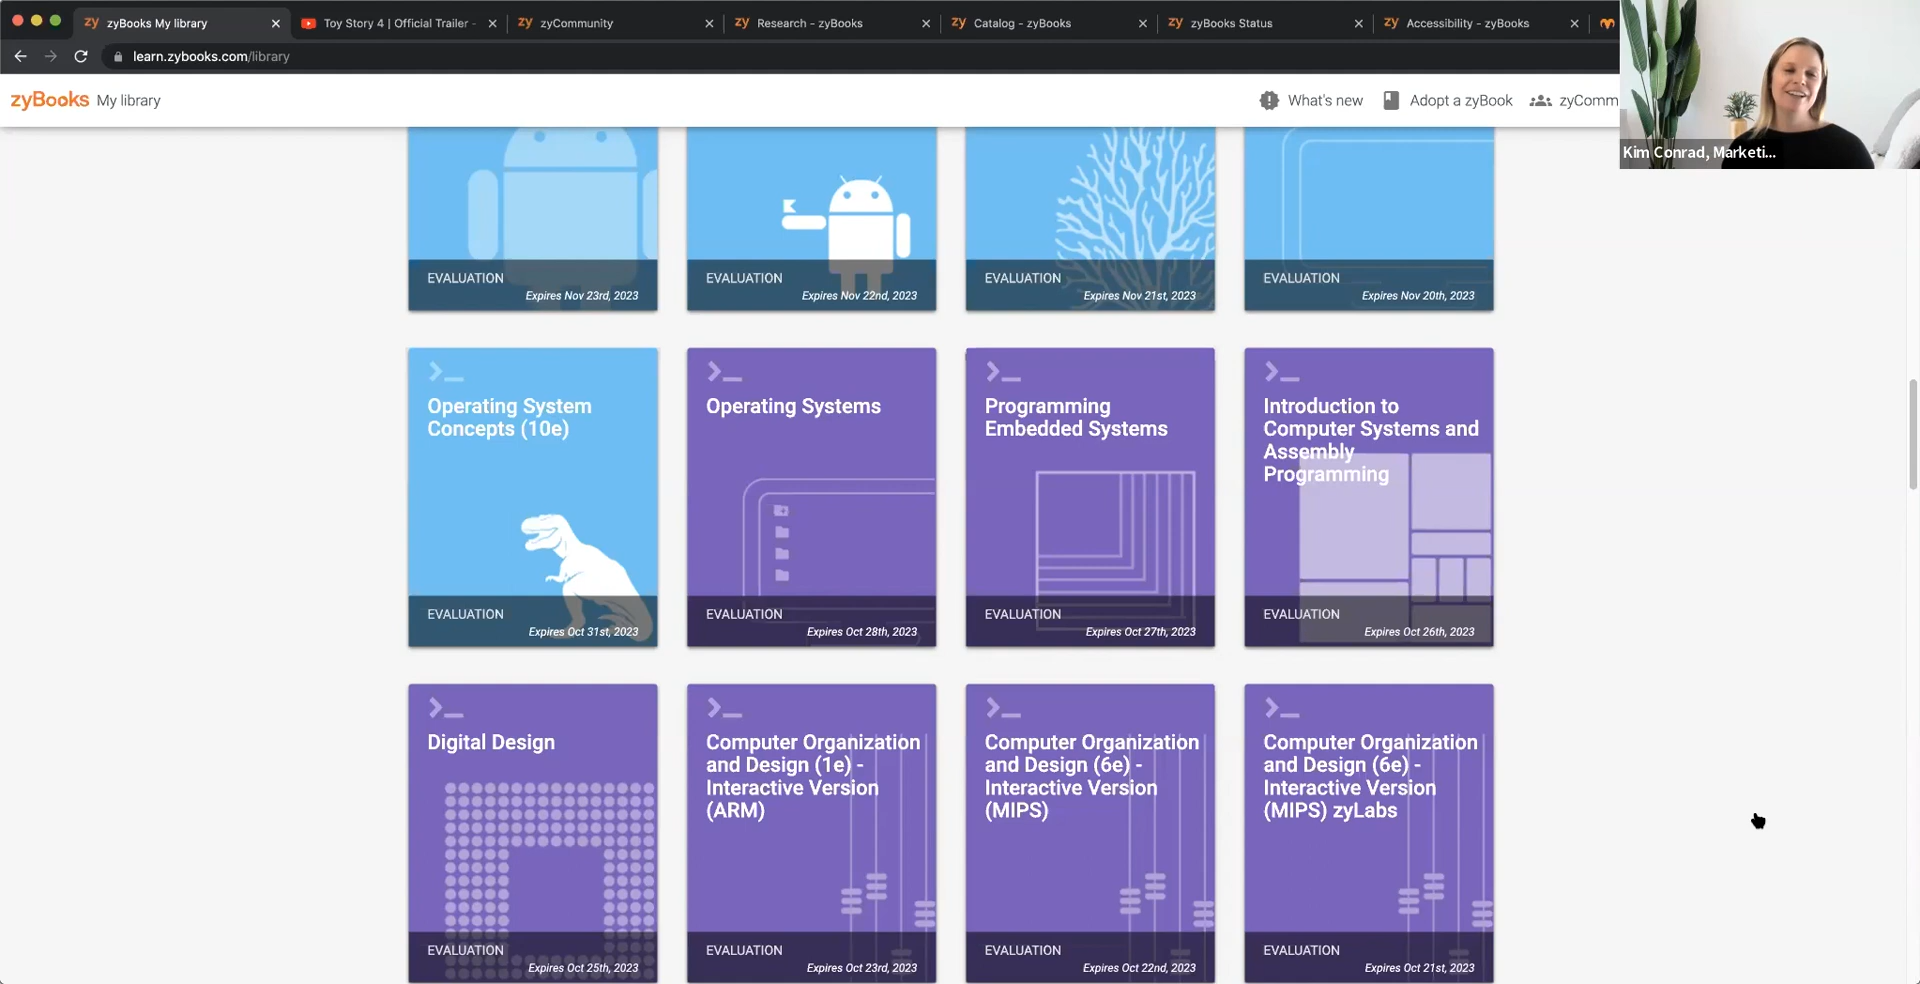 zy zyBooks My library
Toy Story 4 | Official Trailer -
zy zyCommunity
zy Research - zyBooks
zy Catalog - zyBooks
zy zyBooks Status
zy Accessibility - zyBooks
learn.zybooks.com/library
zyBooks My library
What's new
Adopt a zyBook
zyComm
Kim Conrad, Marketi...
EVALUATION
Expires Nov 23rd, 2023
EVALUATION
Expires Nov 22nd, 2023
EVALUATION
Expires Nov 21st, 2023
EVALUATION
Expires Nov 20th, 2023
Operating System
Concepts (10e)
EVALUATION
Expires Oct 31st, 2023
Operating Systems
EVALUATION
Expires Oct 28th, 2023
Programming
Embedded Systems
EVALUATION
Expires Oct 27th, 2023
Introduction to
Computer Systems and
Assembly
Programming
EVALUATION
Expires Oct 26th, 2023
Digital Design
EVALUATION
Expires Oct 25th, 2023
Computer Organization
and Design (1e) -
Interactive Version
(ARM)
EVALUATION
Expires Oct 23rd, 2023
Computer Organization
and Design (6e) -
Interactive Version
(MIPS)
EVALUATION
Expires Oct 22nd, 2023
Computer Organization
and Design (6e) -
Interactive Version
(MIPS) zyLabs
EVALUATION
Expires Oct 21st, 2023